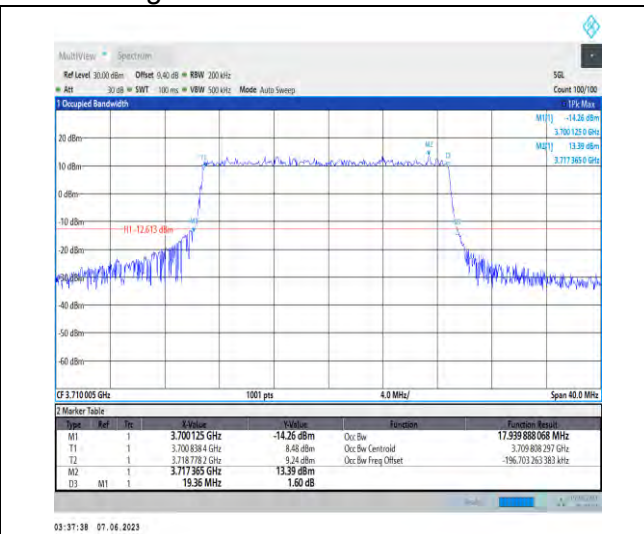 MultiView Spectrum
Ref Level 30.00 dBm Offset 9.40 dB RBW 200 kHz SGL
Att 30 dB SWT 100 ms VBW 500 kHz Mode Auto Sweep Count 100/100
1 Occupied Bandwidth 1Pk Max
M1[1] -14.26 dBm
3.700 125 0 GHz
20 dBm
M2[1] 13.39 dBm
3.717 365 0 GHz
M2
10 dBm
0 dBm
-10 dBm
H1 -12.613 dBm
-20 dBm
-40 dBm
-50 dBm
-60 dBm
CF 3.710 005 GHz 1001 pts 4.0 MHz/ Span 40.0 MHz
2 Marker Table
Type Ref Trc X-Value Y-Value Function Function Result
M1 1 3.700125 GHz -14.26 dBm Occ Bw 17.939 888 068 MHz
T1 1 3.700 838 4 GHz 8.48 dBm Occ Bw Centroid 3.709 808 297 GHz
T2 1 3.718 778 2 GHz 9.24 dBm Occ Bw Freq Offset -196.703 263 383 kHz
M2 1 3.717 365 GHz 13.39 dBm
D3 M1 1 19.36 MHz 1.60 dB
03:37:38 07.06.2023